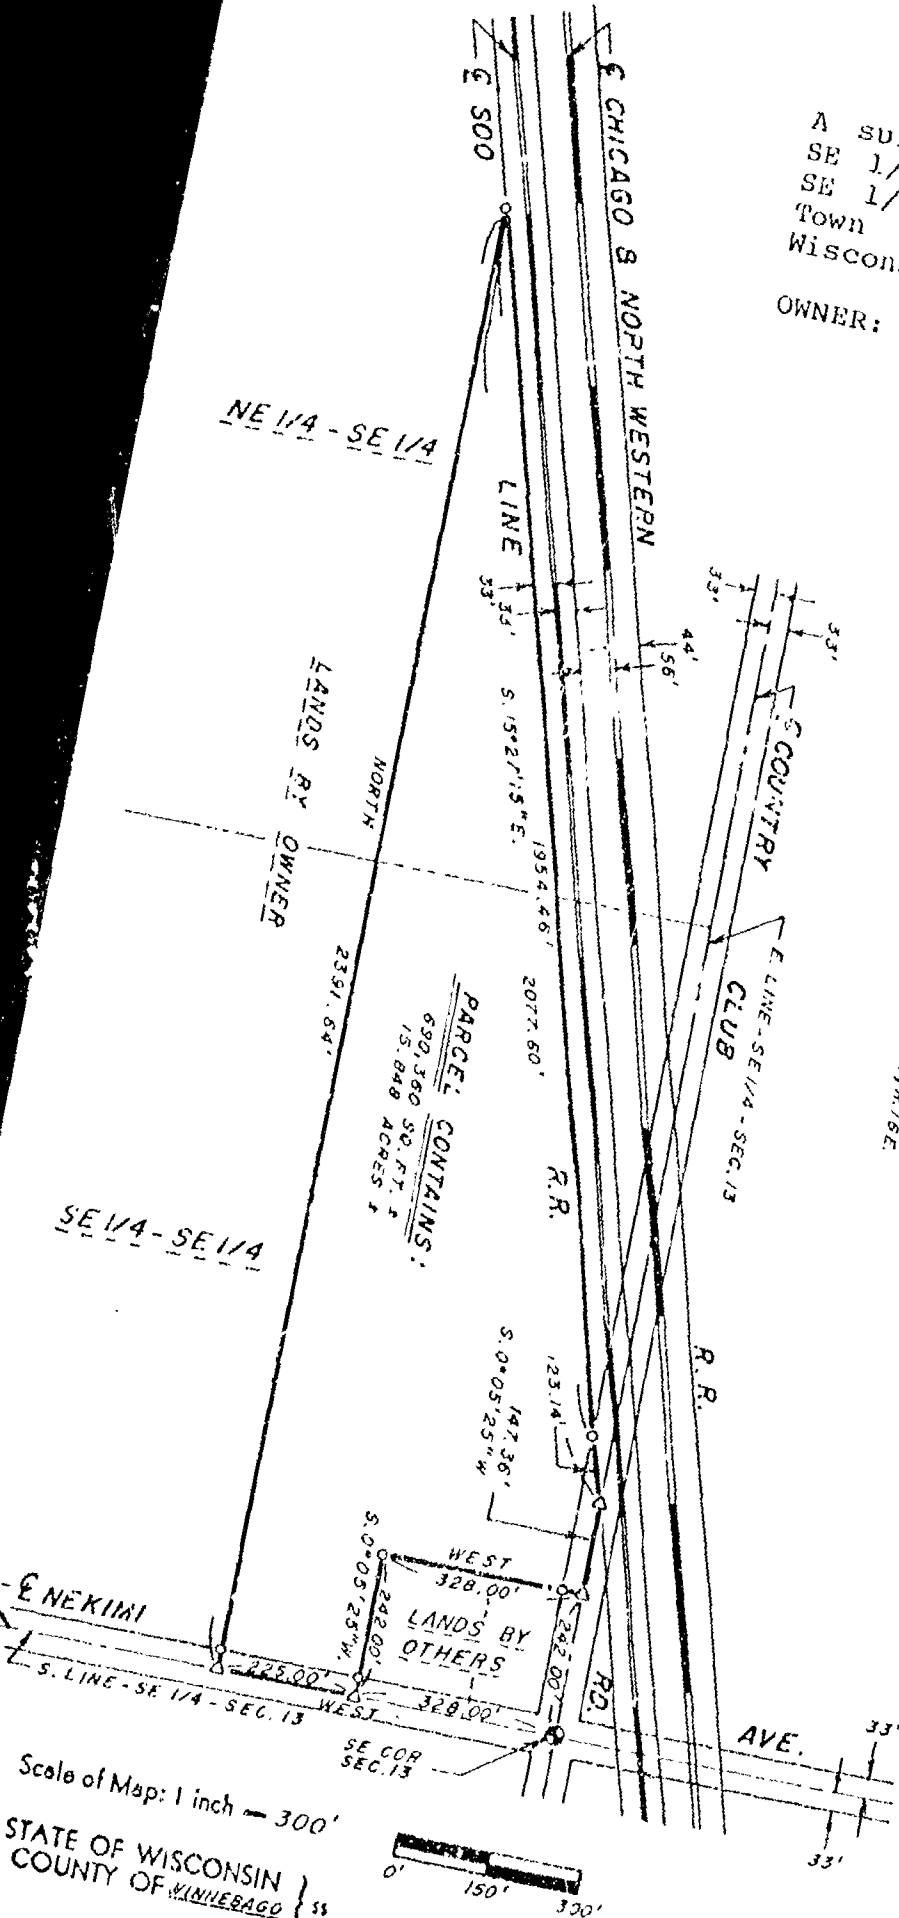 ℄ SOO
℄ CHICAGO & NORTH WESTERN
A
SE 1/
SE 1/
Town
OWNER:
NE 1/4 - SE 1/4
LINE
33'
33'
44'
56'
33'
33'
℄ COUNTRY
CLUB
E. LINE-SE 1/4-SEC. 13
LANDS BY OWNER
NORTH
2391.64'
S. 15°21'15"E.
1954.46'
2077.60'
PARCEL CONTAINS:
690,360 SQ. FT. ±
15.848 ACRES ±
R.R.
R.R.
SE 1/4 - SE 1/4
123.14'
147.36'
S. 0°05'25"W
S. 0°05'25"W.
242.00'
WEST
328.00'
LANDS BY
OTHERS
242.00'
RD.
℄ NEKIMI
AVE.
225.00'
WEST
328.00'
S. LINE - SE 1/4 - SEC. 13
SE COR
SEC. 13
33'
33'
Scale of Map: 1 inch = 300'
0' 150' 300'
STATE OF WISCONSIN
COUNTY OF WINNEBAGO } SS